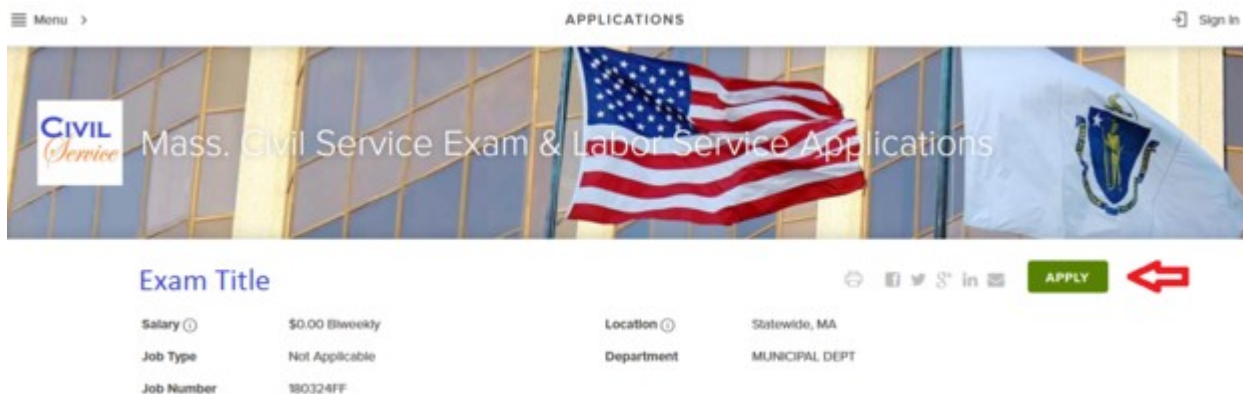 Menu >
APPLICATIONS
Sign In
CIVIL
Service
Mass. Civil Service Exam & Labor Service Applications
Exam Title
APPLY
Salary
$0.00 Biweekly
Location
Statewide, MA
Job Type
Not Applicable
Department
MUNICIPAL DEPT
Job Number
180324FF